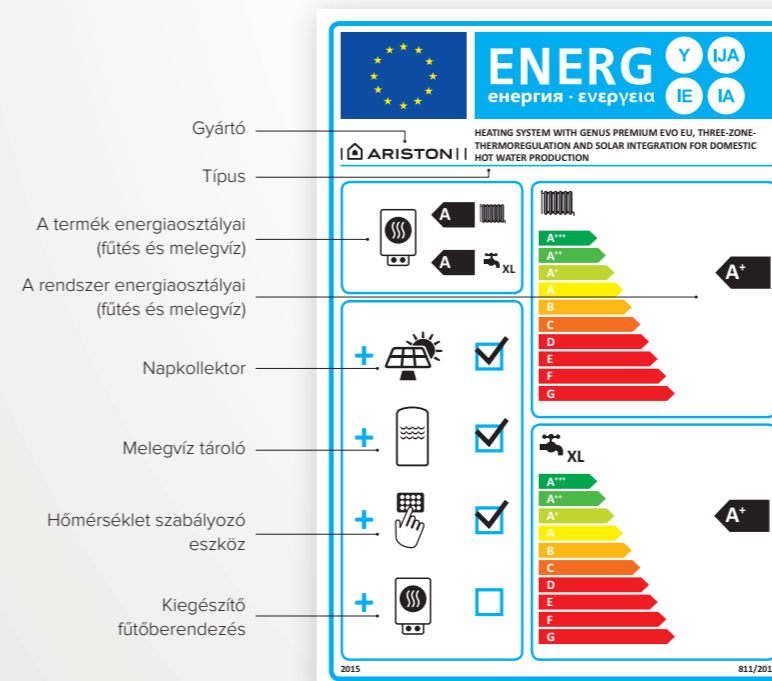 Gyártó
Típus
A termék energiaosztályai
(fűtés és melegvíz)
A rendszer energiaosztályai
(fűtés és melegvíz)
Napkollektor
Melegvíz tároló
Hőmérséklet szabályozó
eszköz
Kiegészítő
fűtőberendezés
ENERG
енергия · ενεργεια
Y IJA
IE IA
ARISTON
HEATING SYSTEM WITH GENUS PREMIUM EVO EU, THREE-ZONE-
THERMOREGULATION AND SOLAR INTEGRATION FOR DOMESTIC
HOT WATER PRODUCTION
A
A
XL
+
+
+
+
A+++
A++
A+
A
B
C
D
E
F
G
A+
XL
A+++
A++
A+
A
B
C
D
E
F
G
A+
2015
811/201